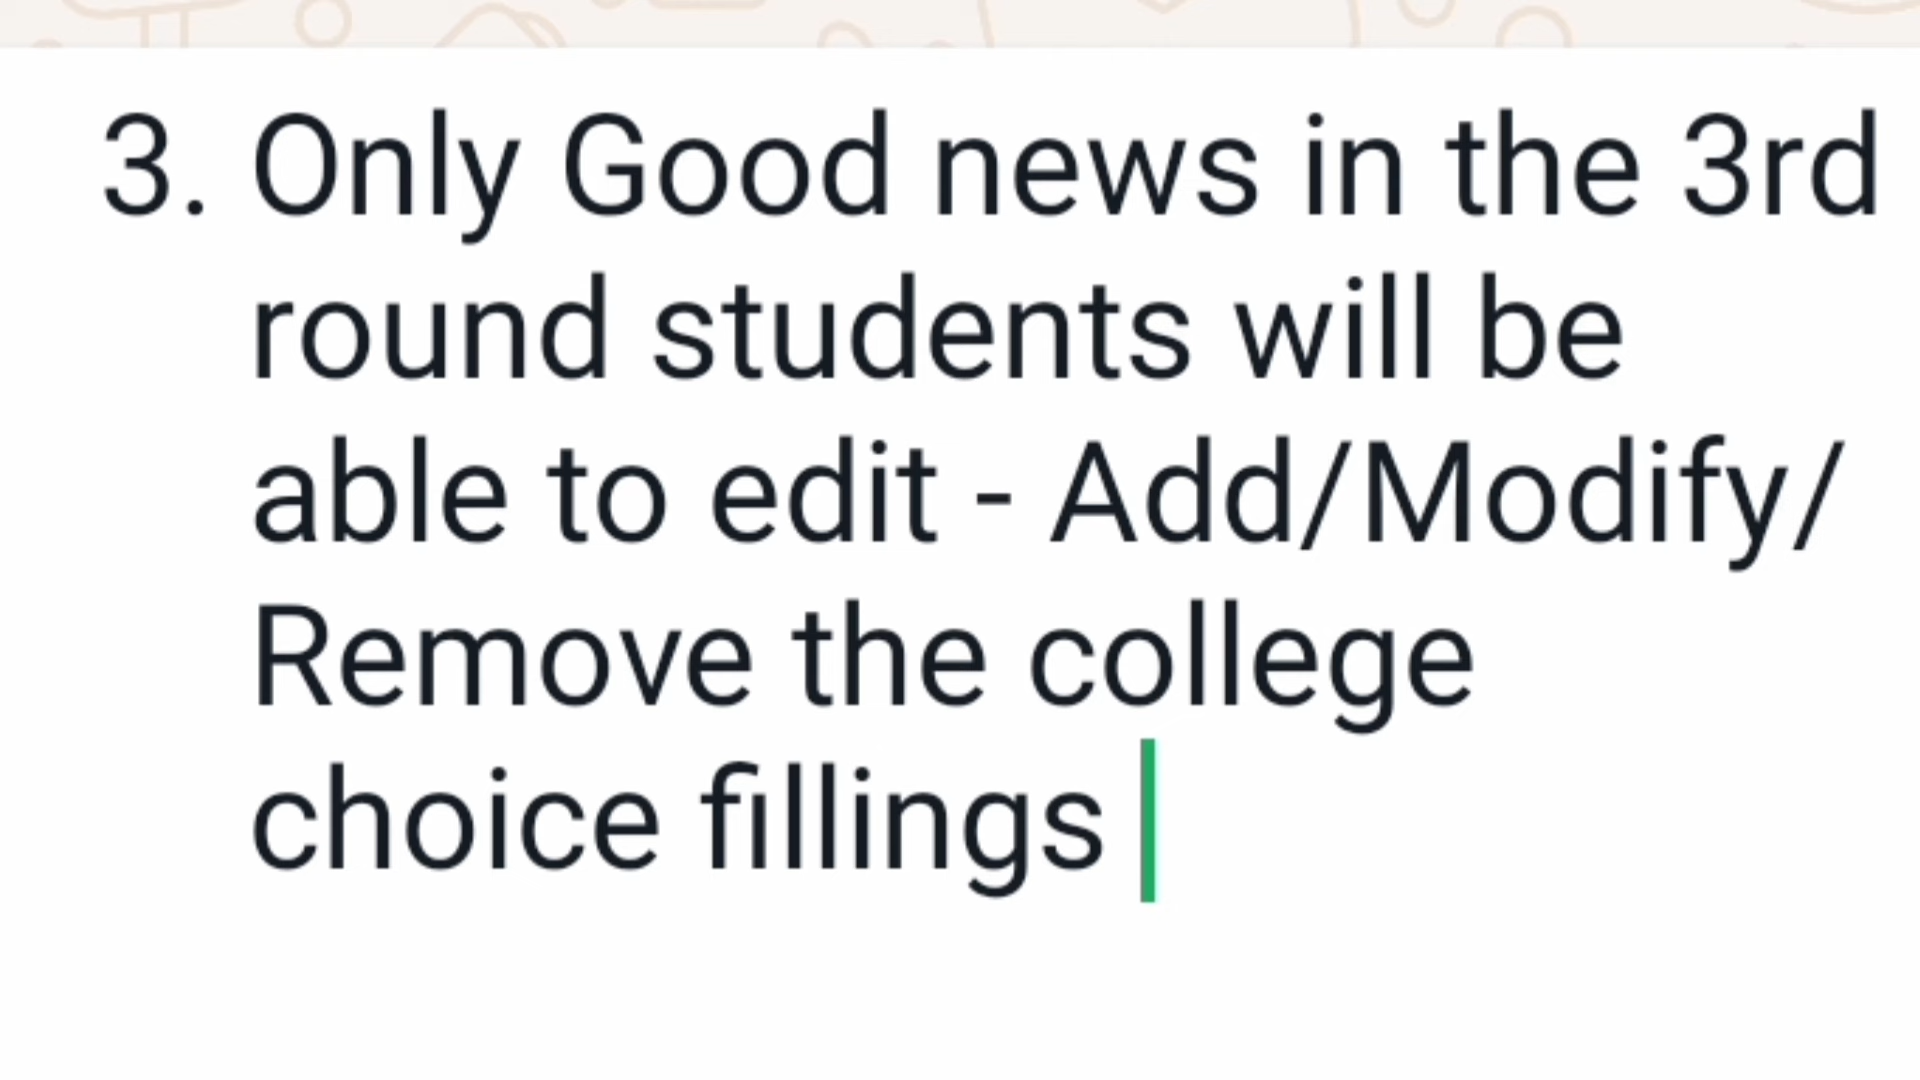 3. Only Good news in the 3rd
round students will be
able to edit - Add/Modify/
Remove the college
choice fillings